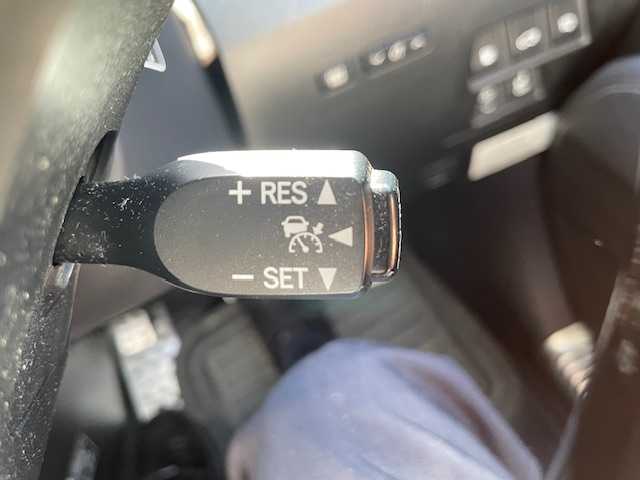 + RES ▲
◀
− SET ▼